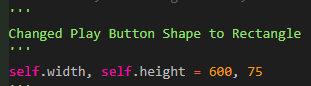 '''
Changed Play Button Shape to Rectangle
'''
self.width, self.height = 600, 75
'''